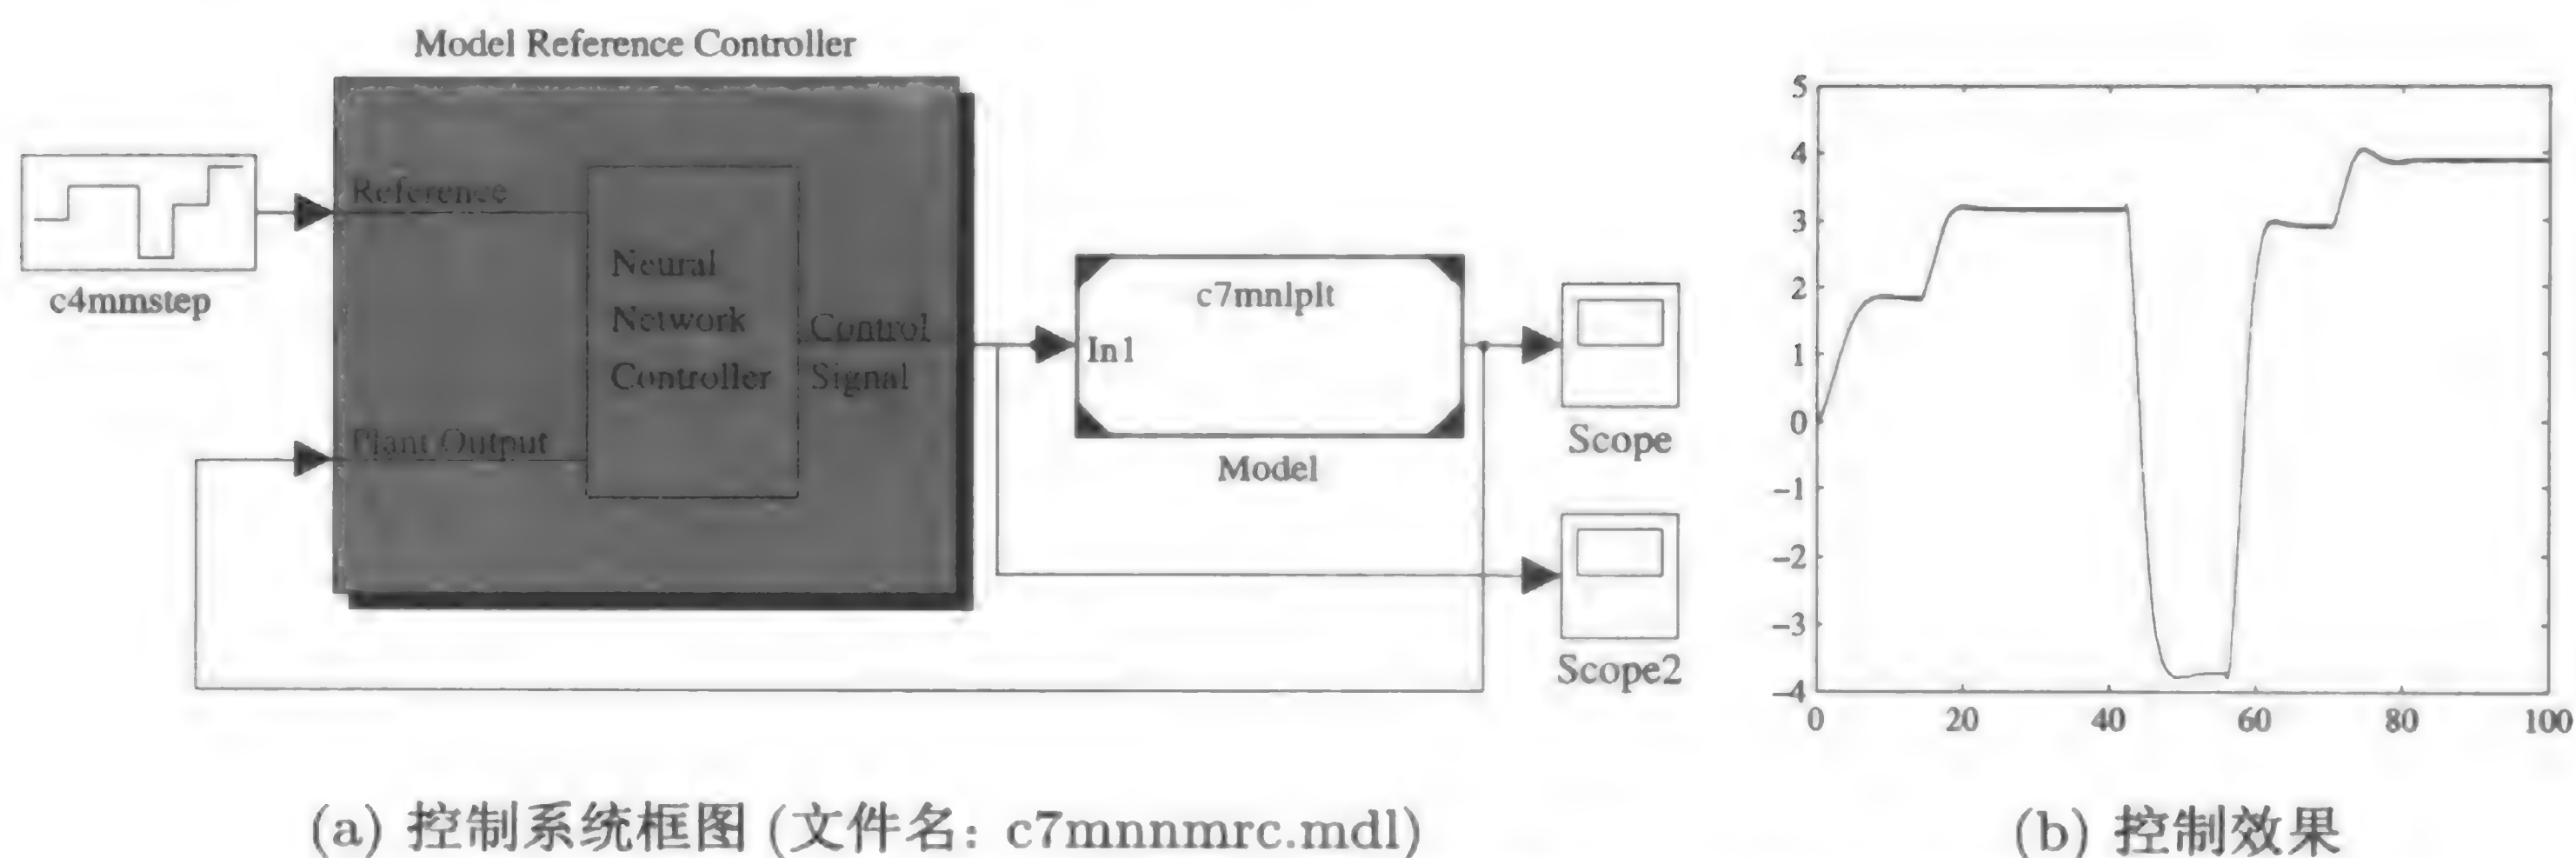 Model Reference Controller
Reference
Neural
Network
Controller
Control
Signal
Plant Output
c4mmstep
c7mnlplt
In1
Model
Scope
Scope2
5
4
3
2
1
0
-1
-2
-3
-4
0
20
40
60
80
100
(a) 控制系统框图 (文件名: c7mnnmrc.mdl)
(b) 控制效果